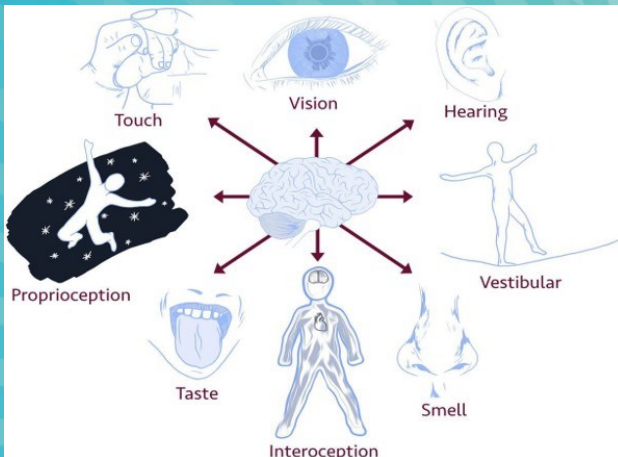 Touch
Vision
Hearing
Proprioception
Vestibular
Taste
Interoception
Smell